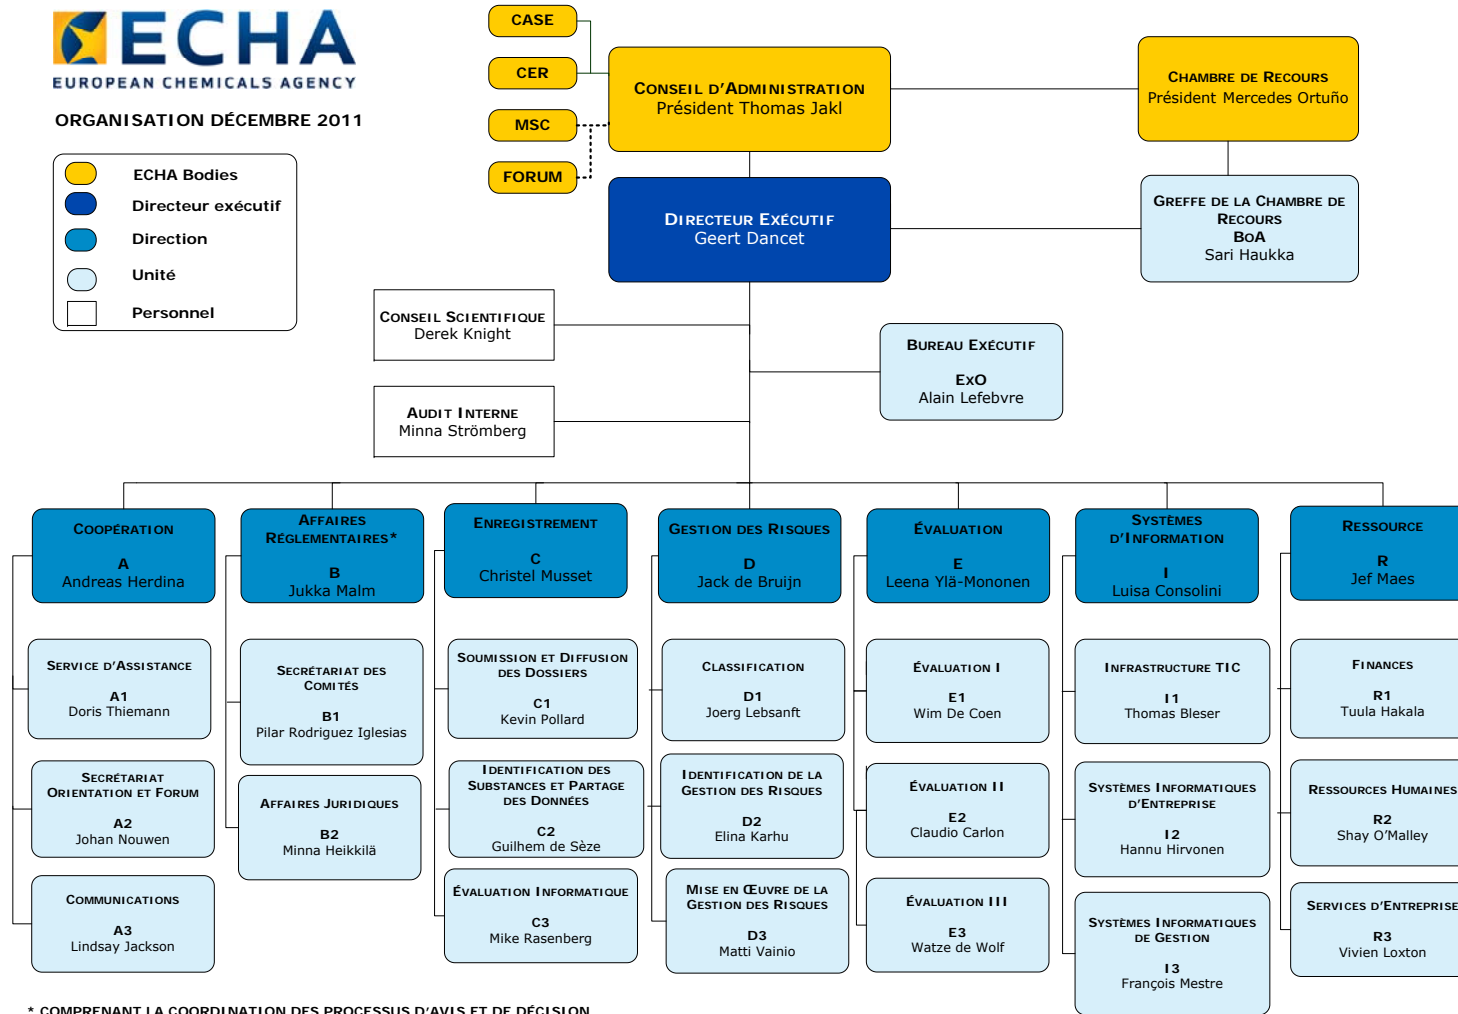 ECHA
EUROPEAN CHEMICALS AGENCY
ORGANISATION DÉCEMBRE 2011
ECHA Bodies
Directeur exécutif
Direction
Unité
Personnel
CASE
CER
MSC
FORUM
CONSEIL D'ADMINISTRATION
Président Thomas Jakl
CHAMBRE DE RECOURS
Président Mercedes Ortuño
DIRECTEUR EXÉCUTIF
Geert Dancet
GREFFE DE LA CHAMBRE DE
RECOURS
BOA
Sari Haukka
CONSEIL SCIENTIFIQUE
Derek Knight
BUREAU EXÉCUTIF
EXO
Alain Lefebvre
AUDIT INTERNE
Minna Strömberg
COOPÉRATION
A
Andreas Herdina
AFFAIRES
RÉGLEMENTAIRES*
B
Jukka Malm
ENREGISTREMENT
C
Christel Musset
GESTION DES RISQUES
D
Jack de Bruijn
ÉVALUATION
E
Leena Ylä-Mononen
SYSTÈMES
D'INFORMATION
I
Luisa Consolini
RESSOURCE
R
Jef Maes
SERVICE D'ASSISTANCE
A1
Doris Thiemann
SECRÉTARIAT DES
COMITÉS
B1
Pilar Rodriguez Iglesias
SOUMISSION ET DIFFUSION
DES DOSSIERS
C1
Kevin Pollard
CLASSIFICATION
D1
Joerg Lebsanft
ÉVALUATION I
E1
Wim De Coen
INFRASTRUCTURE TIC
I1
Thomas Bleser
FINANCES
R1
Tuula Hakala
SECRÉTARIAT
ORIENTATION ET FORUM
A2
Johan Nouwen
AFFAIRES JURIDIQUES
B2
Minna Heikkilä
IDENTIFICATION DES
SUBSTANCES ET PARTAGE
DES DONNÉES
C2
Guilhem de Sèze
IDENTIFICATION DE LA
GESTION DES RISQUES
D2
Elina Karhu
ÉVALUATION II
E2
Claudio Carlon
SYSTÈMES INFORMATIQUES
D'ENTREPRISE
I2
Hannu Hirvonen
RESSOURCES HUMAINES
R2
Shay O'Malley
COMMUNICATIONS
A3
Lindsay Jackson
ÉVALUATION INFORMATIQUE
C3
Mike Rasenberg
MISE EN ŒUVRE DE LA
GESTION DES RISQUES
D3
Matti Vainio
ÉVALUATION III
E3
Watze de Wolf
SYSTÈMES INFORMATIQUES
DE GESTION
I3
François Mestre
SERVICES D'ENTREPRISE
R3
Vivien Loxton
* COMPRENANT LA COORDINATION DES PROCESSUS D'AVIS ET DE DÉCISION